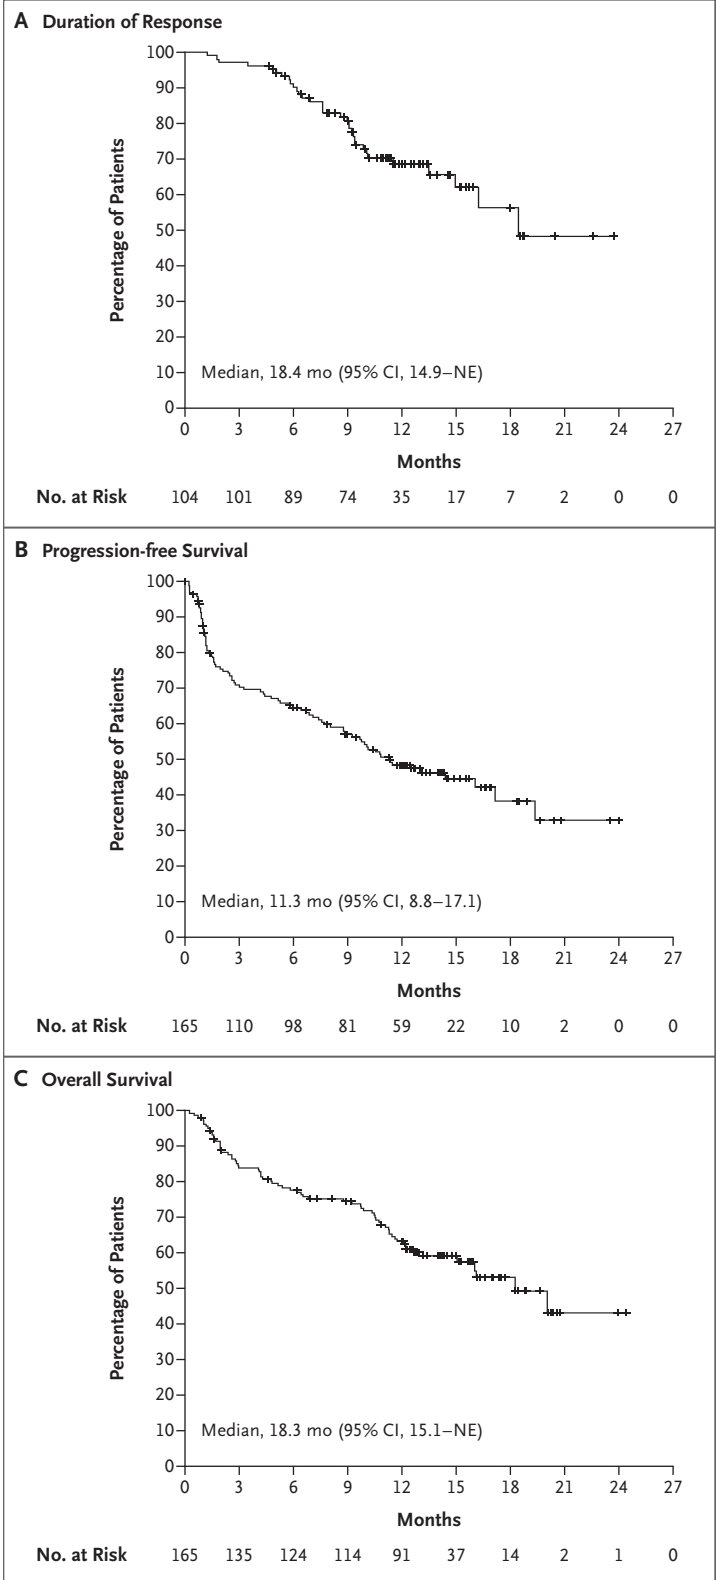 A Duration of Response
100
90
80
70
60
50
40
30
20
10
0
Percentage of Patients
Median, 18.4 mo (95% CI, 14.9–NE)
0 3 6 9 12 15 18 21 24 27
Months
No. at Risk 104 101 89 74 35 17 7 2 0 0
B Progression-free Survival
100
90
80
70
60
50
40
30
20
10
0
Percentage of Patients
Median, 11.3 mo (95% CI, 8.8–17.1)
0 3 6 9 12 15 18 21 24 27
Months
No. at Risk 165 110 98 81 59 22 10 2 0 0
C Overall Survival
100
90
80
70
60
50
40
30
20
10
0
Percentage of Patients
Median, 18.3 mo (95% CI, 15.1–NE)
0 3 6 9 12 15 18 21 24 27
Months
No. at Risk 165 135 124 114 91 37 14 2 1 0